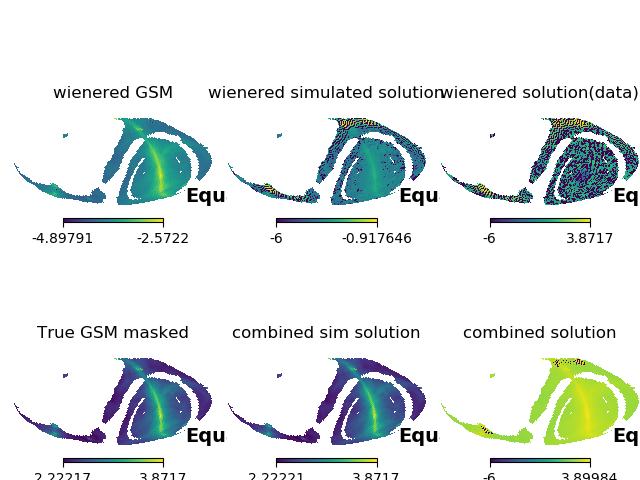 wienered GSM
wienered simulated solution
wienered solution(data)
Equ
Equ
Eq
-4.89791 -2.5722
-6 -0.917646
-6 3.8717
True GSM masked
combined sim solution
combined solution
Equ
Equ
Eq
2.22217 3.8717
2.22221 3.8717
-6 3.89984